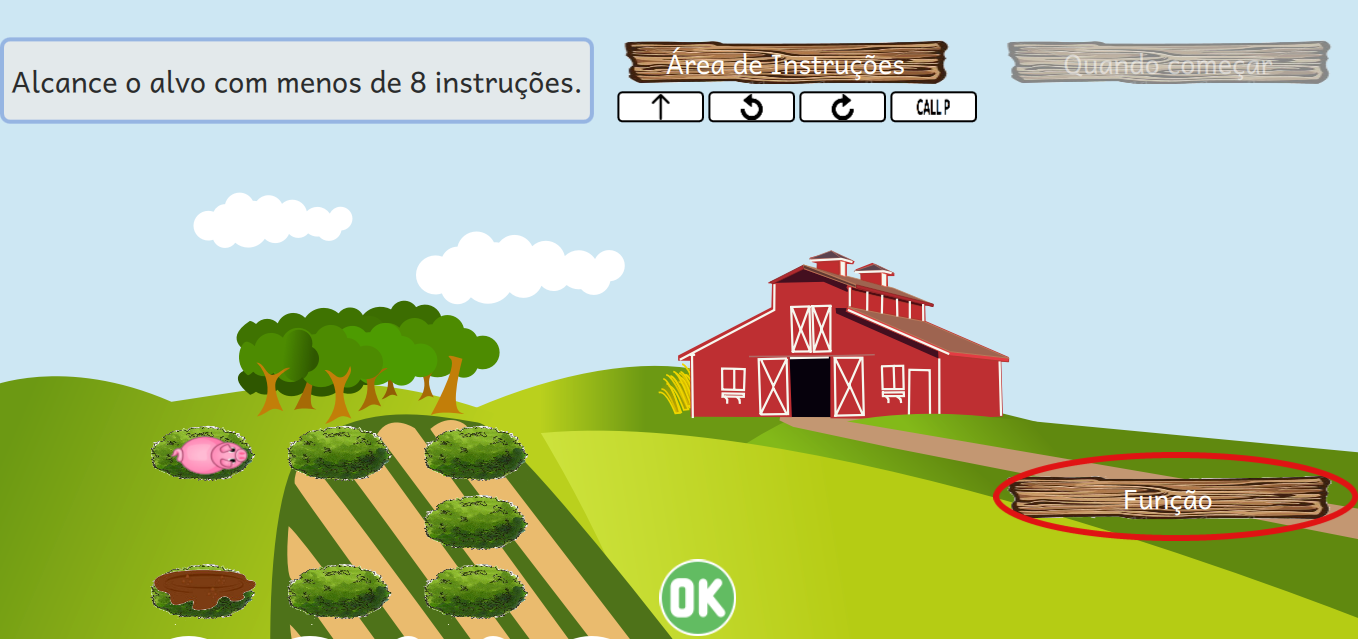 Alcance o alvo com menos de 8 instruções.
Área de Instruções
Quando começar
CALL P
Função
OK